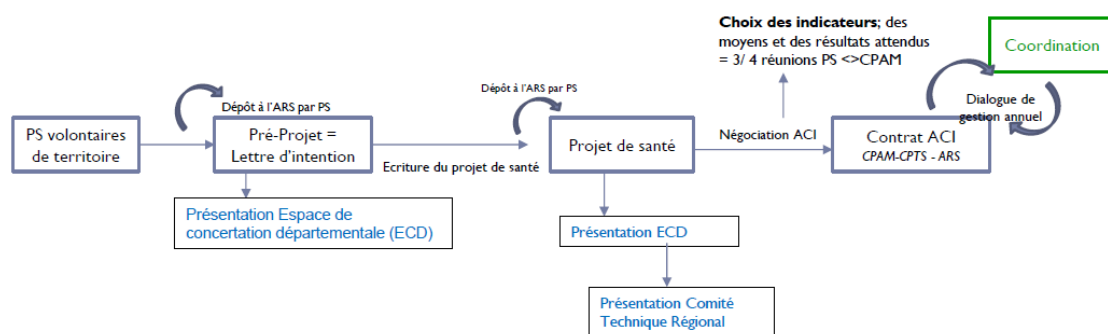 Choix des indicateurs; des
moyens et des résultats attendus
= 3/ 4 réunions PS <>CPAM
Coordination
Dépôt à l'ARS par PS
Dépôt à l'ARS par PS
Dialogue de
gestion annuel
PS volontaires
de territoire
Pré-Projet =
Lettre d'intention
Ecriture du projet de santé
Projet de santé
Négociation ACI
Contrat ACI
CPAM-CPTS - ARS
Présentation Espace de
concertation départementale (ECD)
Présentation ECD
Présentation Comité
Technique Régional